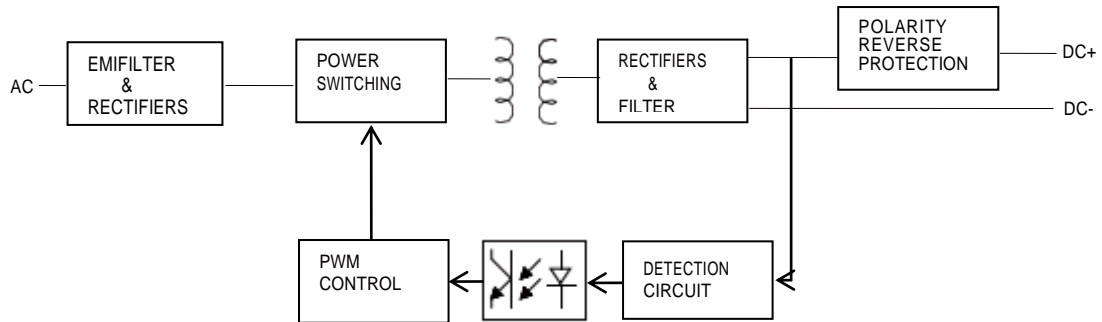 AC
EMIFILTER
&
RECTIFIERS
POWER
SWITCHING
RECTIFIERS
&
FILTER
POLARITY
REVERSE
PROTECTION
DC+
DC-
PWM
CONTROL
DETECTION
CIRCUIT